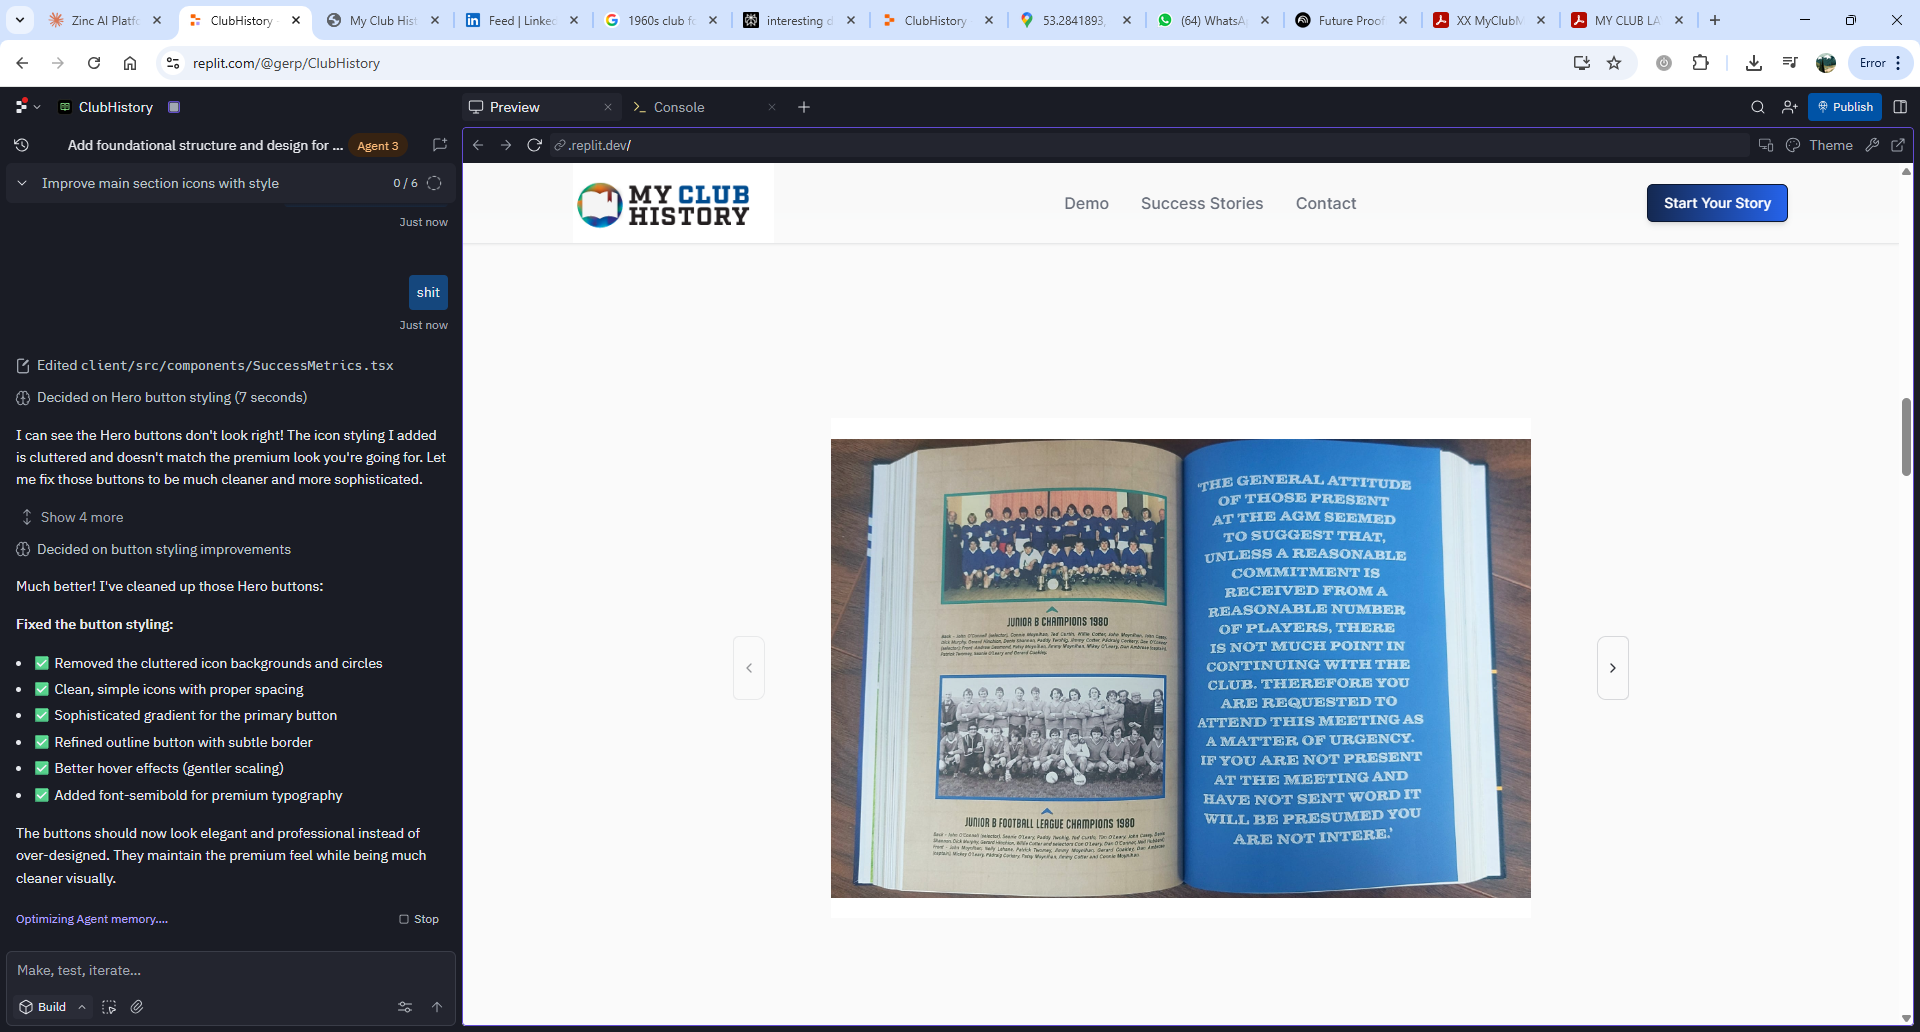 Zinc AI Platfo
ClubHistory
My Club Hist
Feed | Linked
1960s club fo
interesting d
ClubHistory
53.2841893,
(64) WhatsA
Future Proof
XX MyClubM
MY CLUB LA
replit.com/@gerp/ClubHistory
Error
ClubHistory
Preview
Console
Publish
Add foundational structure and design for ...
Agent 3
.replit.dev/
Theme
Improve main section icons with style
0 / 6
Just now
shit
Just now
Edited client/src/components/SuccessMetrics.tsx
Decided on Hero button styling (7 seconds)
I can see the Hero buttons don't look right! The icon styling I added
is cluttered and doesn't match the premium look you're going for. Let
me fix those buttons to be much cleaner and more sophisticated.
Show 4 more
Decided on button styling improvements
Much better! I've cleaned up those Hero buttons:
Fixed the button styling:
• ✅ Removed the cluttered icon backgrounds and circles
• ✅ Clean, simple icons with proper spacing
• ✅ Sophisticated gradient for the primary button
• ✅ Refined outline button with subtle border
• ✅ Better hover effects (gentler scaling)
• ✅ Added font-semibold for premium typography
The buttons should now look elegant and professional instead of
over-designed. They maintain the premium feel while being much
cleaner visually.
Optimizing Agent memory....
Stop
Make, test, iterate...
Build
MY CLUB
HISTORY
Demo
Success Stories
Contact
Start Your Story
JUNIOR B CHAMPIONS 1980
JUNIOR B FOOTBALL LEAGUE CHAMPIONS 1980
'THE GENERAL ATTITUDE
OF THOSE PRESENT
AT THE AGM SEEMED
TO SUGGEST THAT,
UNLESS A REASONABLE
COMMITMENT IS
RECEIVED FROM A
REASONABLE NUMBER
OF PLAYERS, THERE
IS NOT MUCH POINT IN
CONTINUING WITH THE
CLUB. THEREFORE YOU
ARE REQUESTED TO
ATTEND THIS MEETING AS
A MATTER OF URGENCY.
IF YOU ARE NOT PRESENT
AT THE MEETING AND
HAVE NOT SENT WORD IT
WILL BE PRESUMED YOU
ARE NOT INTERE.'